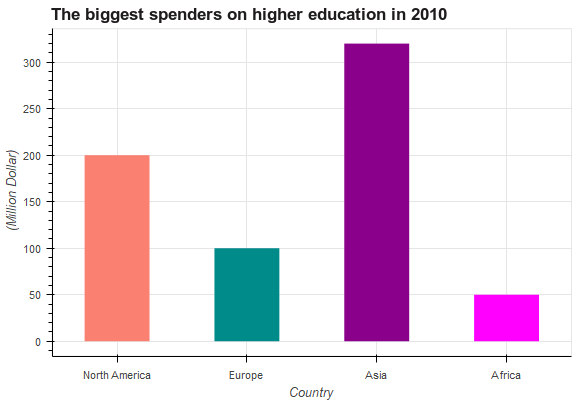 The biggest spenders on higher education in 2010
(Million Dollar)
300
250
200
150
100
50
0
North America
Europe
Asia
Africa
Country